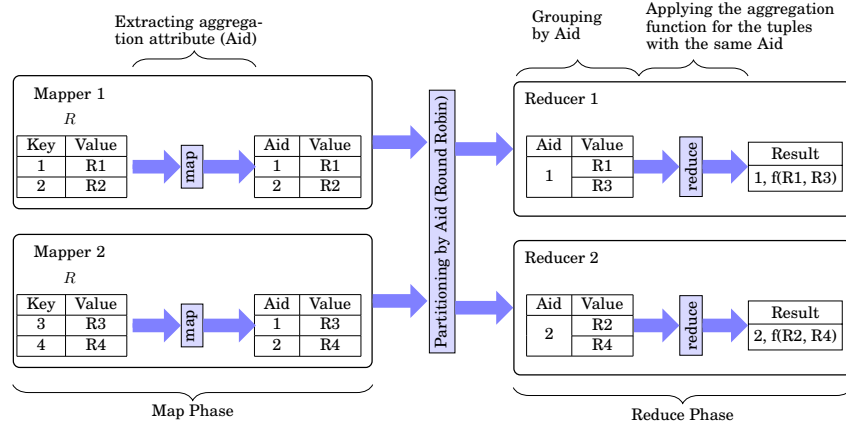 Extracting aggrega-
tion attribute (Aid)
Grouping
by Aid
Applying the aggregation
function for the tuples
with the same Aid
Mapper 1
R
Key Value
1 R1
2 R2
map
Aid Value
1 R1
2 R2
Mapper 2
R
Key Value
3 R3
4 R4
map
Aid Value
1 R3
2 R4
Map Phase
Partitioning by Aid (Round Robin)
Reducer 1
Aid Value
1 R1
R3
reduce
Result
1, f(R1, R3)
Reducer 2
Aid Value
2 R2
R4
reduce
Result
2, f(R2, R4)
Reduce Phase